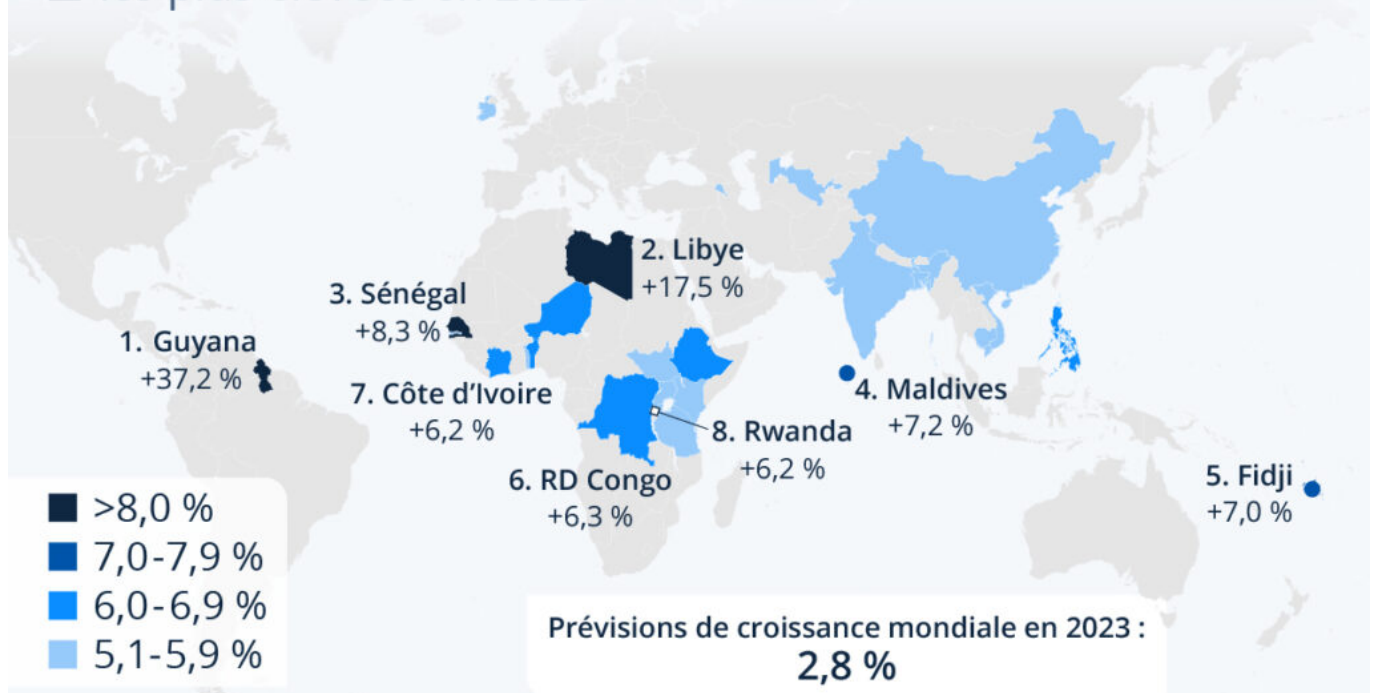 2. Libye
+17,5 %
3. Sénégal
+8,3 %
1. Guyana
+37,2 %
7. Côte d’Ivoire
+6,2 %
4. Maldives
+7,2 %
8. Rwanda
+6,2 %
6. RD Congo
+6,3 %
5. Fidji
+7,0 %
>8,0 %
7,0-7,9 %
6,0-6,9 %
5,1-5,9 %
Prévisions de croissance mondiale en 2023 :
2,8 %